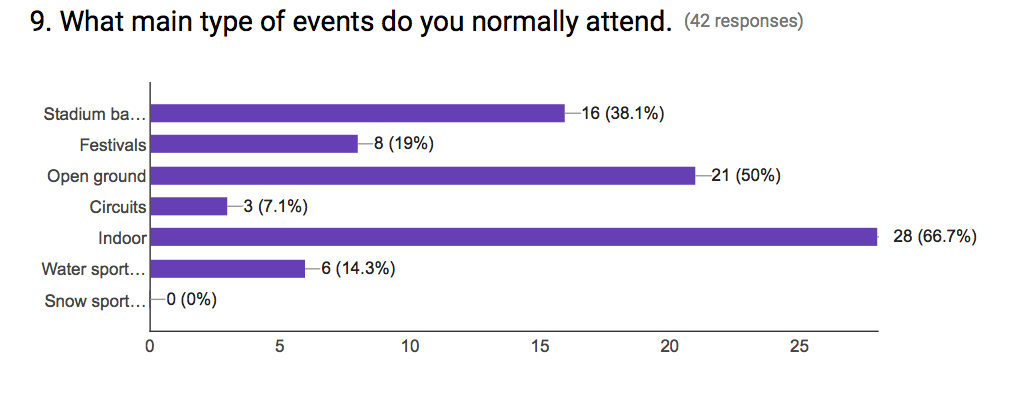 9. What main type of events do you normally attend. (42 responses)
Stadium ba... 16 (38.1%)
Festivals 8 (19%)
Open ground 21 (50%)
Circuits 3 (7.1%)
Indoor 28 (66.7%)
Water sport... 6 (14.3%)
Snow sport... 0 (0%)
0 5 10 15 20 25